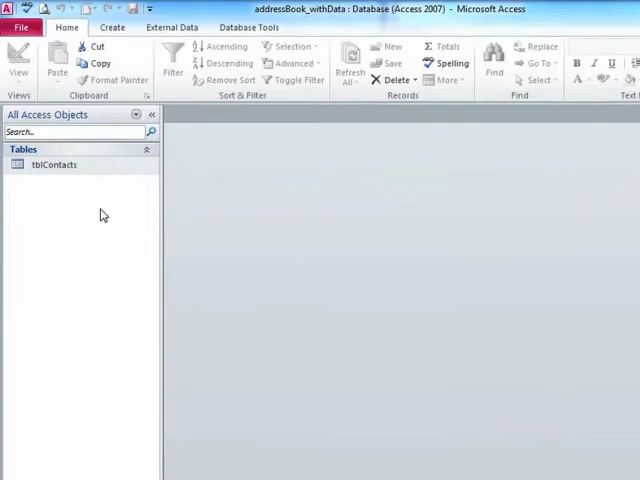 addressBook_withData : Database (Access 2007) - Microsoft Access
File Home Create External Data Database Tools
View
Views
Paste
Cut
Copy
Format Painter
Clipboard
Filter
Ascending
Descending
Remove Sort
Selection
Advanced
Toggle Filter
Sort & Filter
Refresh
All
New
Save
Delete
Totals
Spelling
More
Records
Find
Replace
Go To
Select
Find
B I U
A
All Access Objects
Search...
Tables
tblContacts